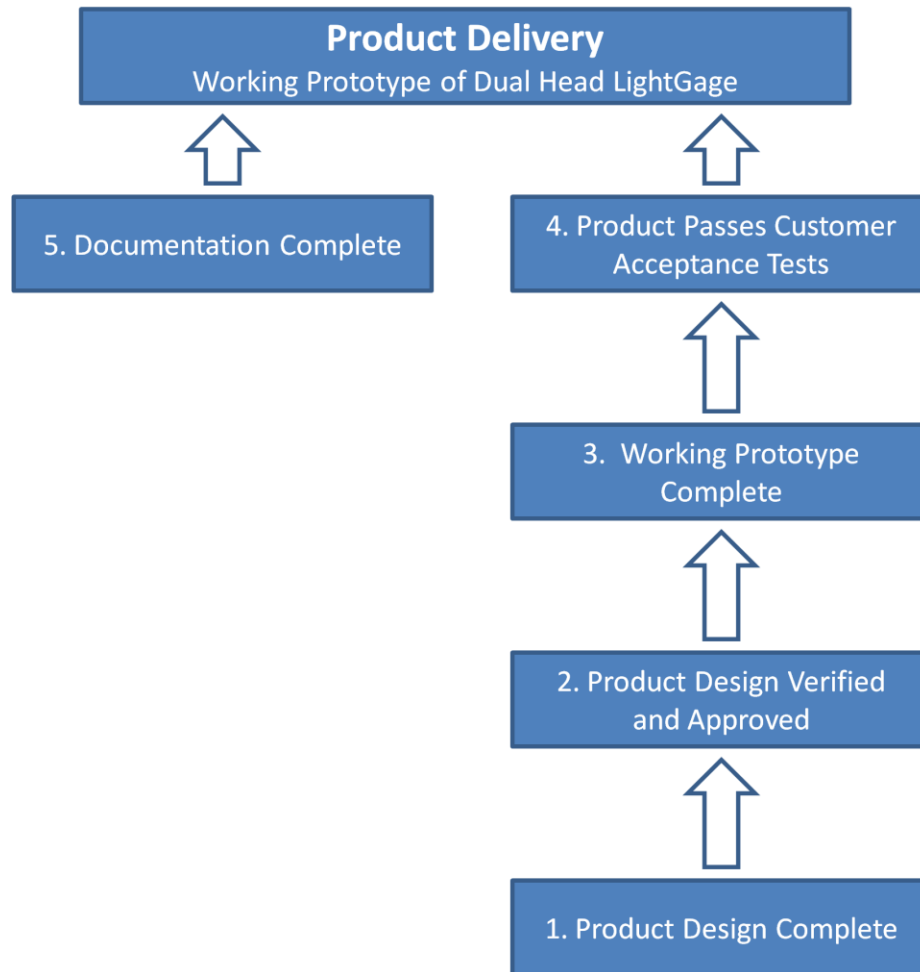 Product Delivery
Working Prototype of Dual Head LightGage
5. Documentation Complete
4. Product Passes Customer
Acceptance Tests
3. Working Prototype
Complete
2. Product Design Verified
and Approved
1. Product Design Complete